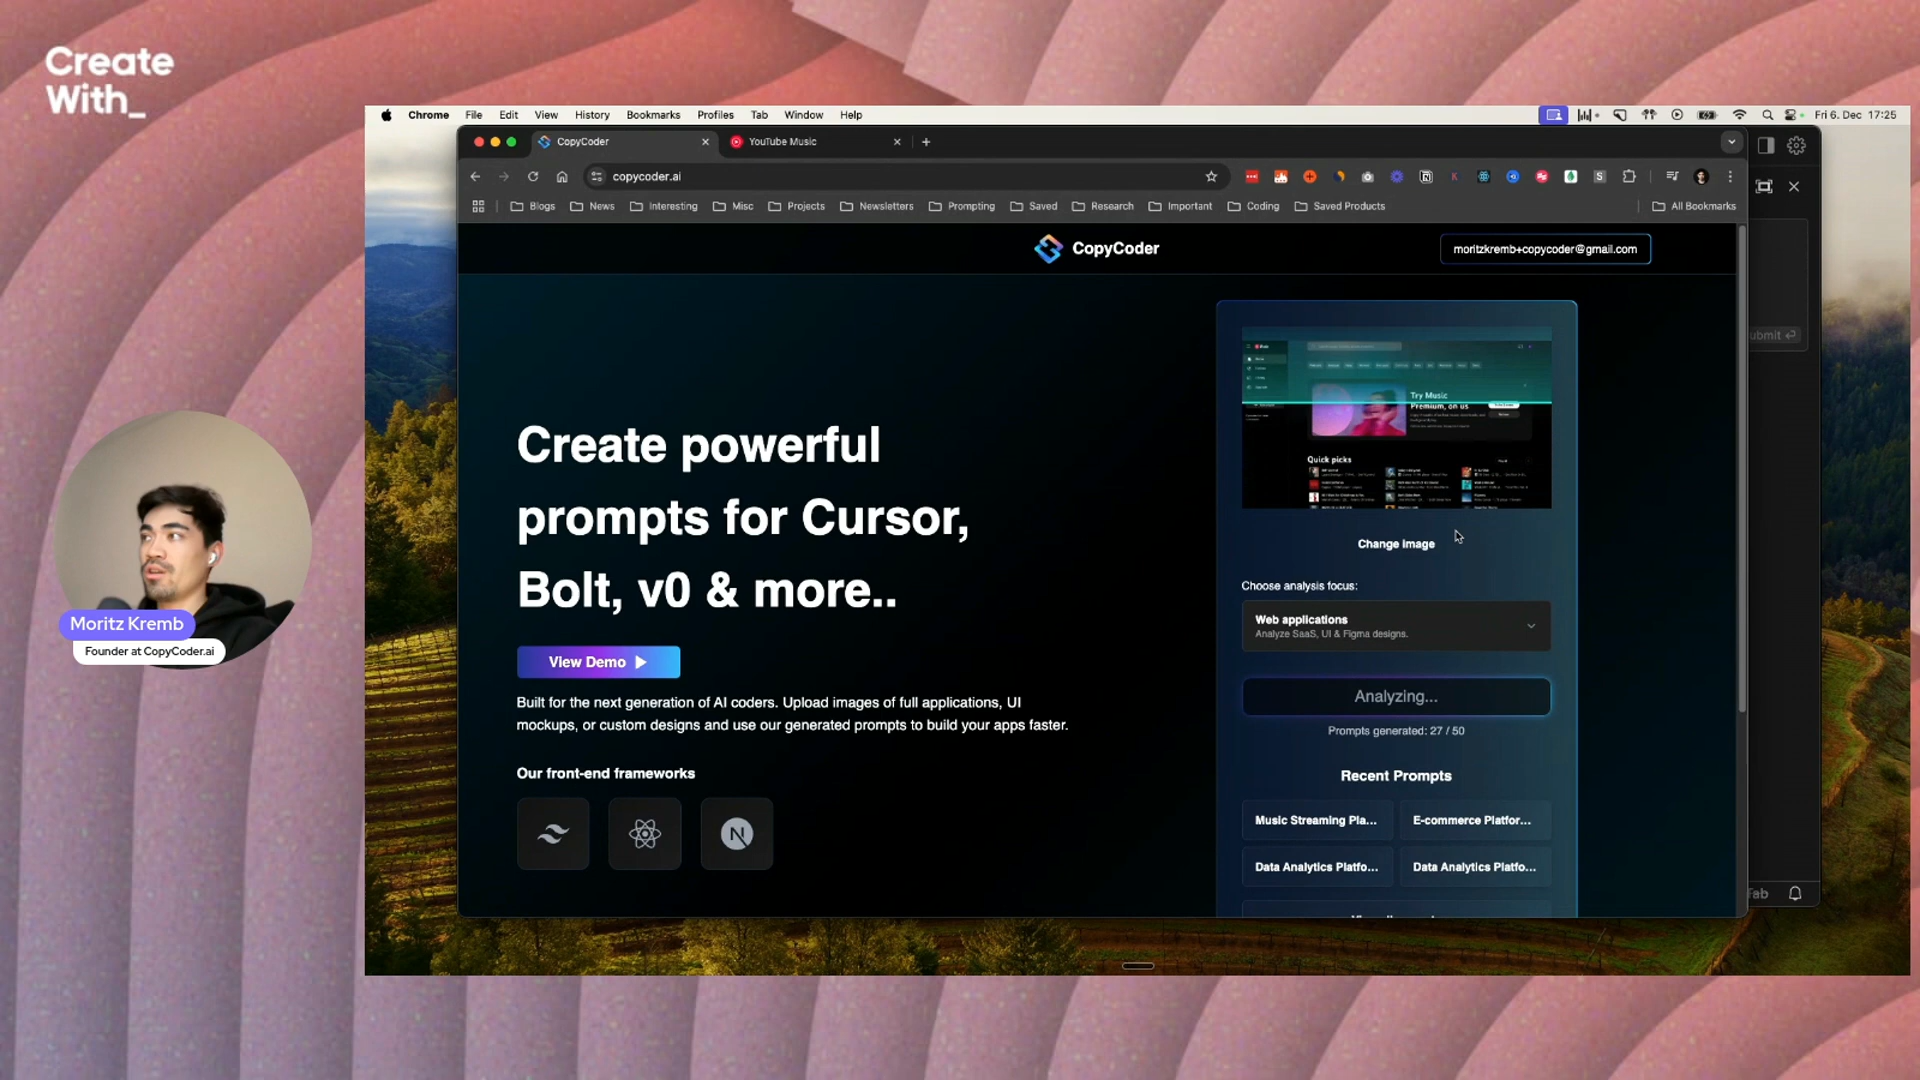 Create
With_
Chrome File Edit View History Bookmarks Profiles Tab Window Help
Fri 6. Dec 17:25
CopyCoder
YouTube Music
copycoder.ai
Blogs News Interesting Misc Projects Newsletters Prompting Saved Research Important Coding Saved Products
All Bookmarks
CopyCoder
moritzkremb+copycoder@gmail.com
Create powerful
prompts for Cursor,
Bolt, v0 & more..
View Demo
Built for the next generation of AI coders. Upload images of full applications, UI
mockups, or custom designs and use our generated prompts to build your apps faster.
Our front-end frameworks
Try Music
Premium, on us
Quick picks
Change image
Choose analysis focus:
Web applications
Analyze SaaS, UI & Figma designs.
Analyzing...
Prompts generated: 27 / 50
Recent Prompts
Music Streaming Pla...
E-commerce Platfor...
Data Analytics Platfo...
Data Analytics Platfo...
ubmit
Tab
Moritz Kremb
Founder at CopyCoder.ai